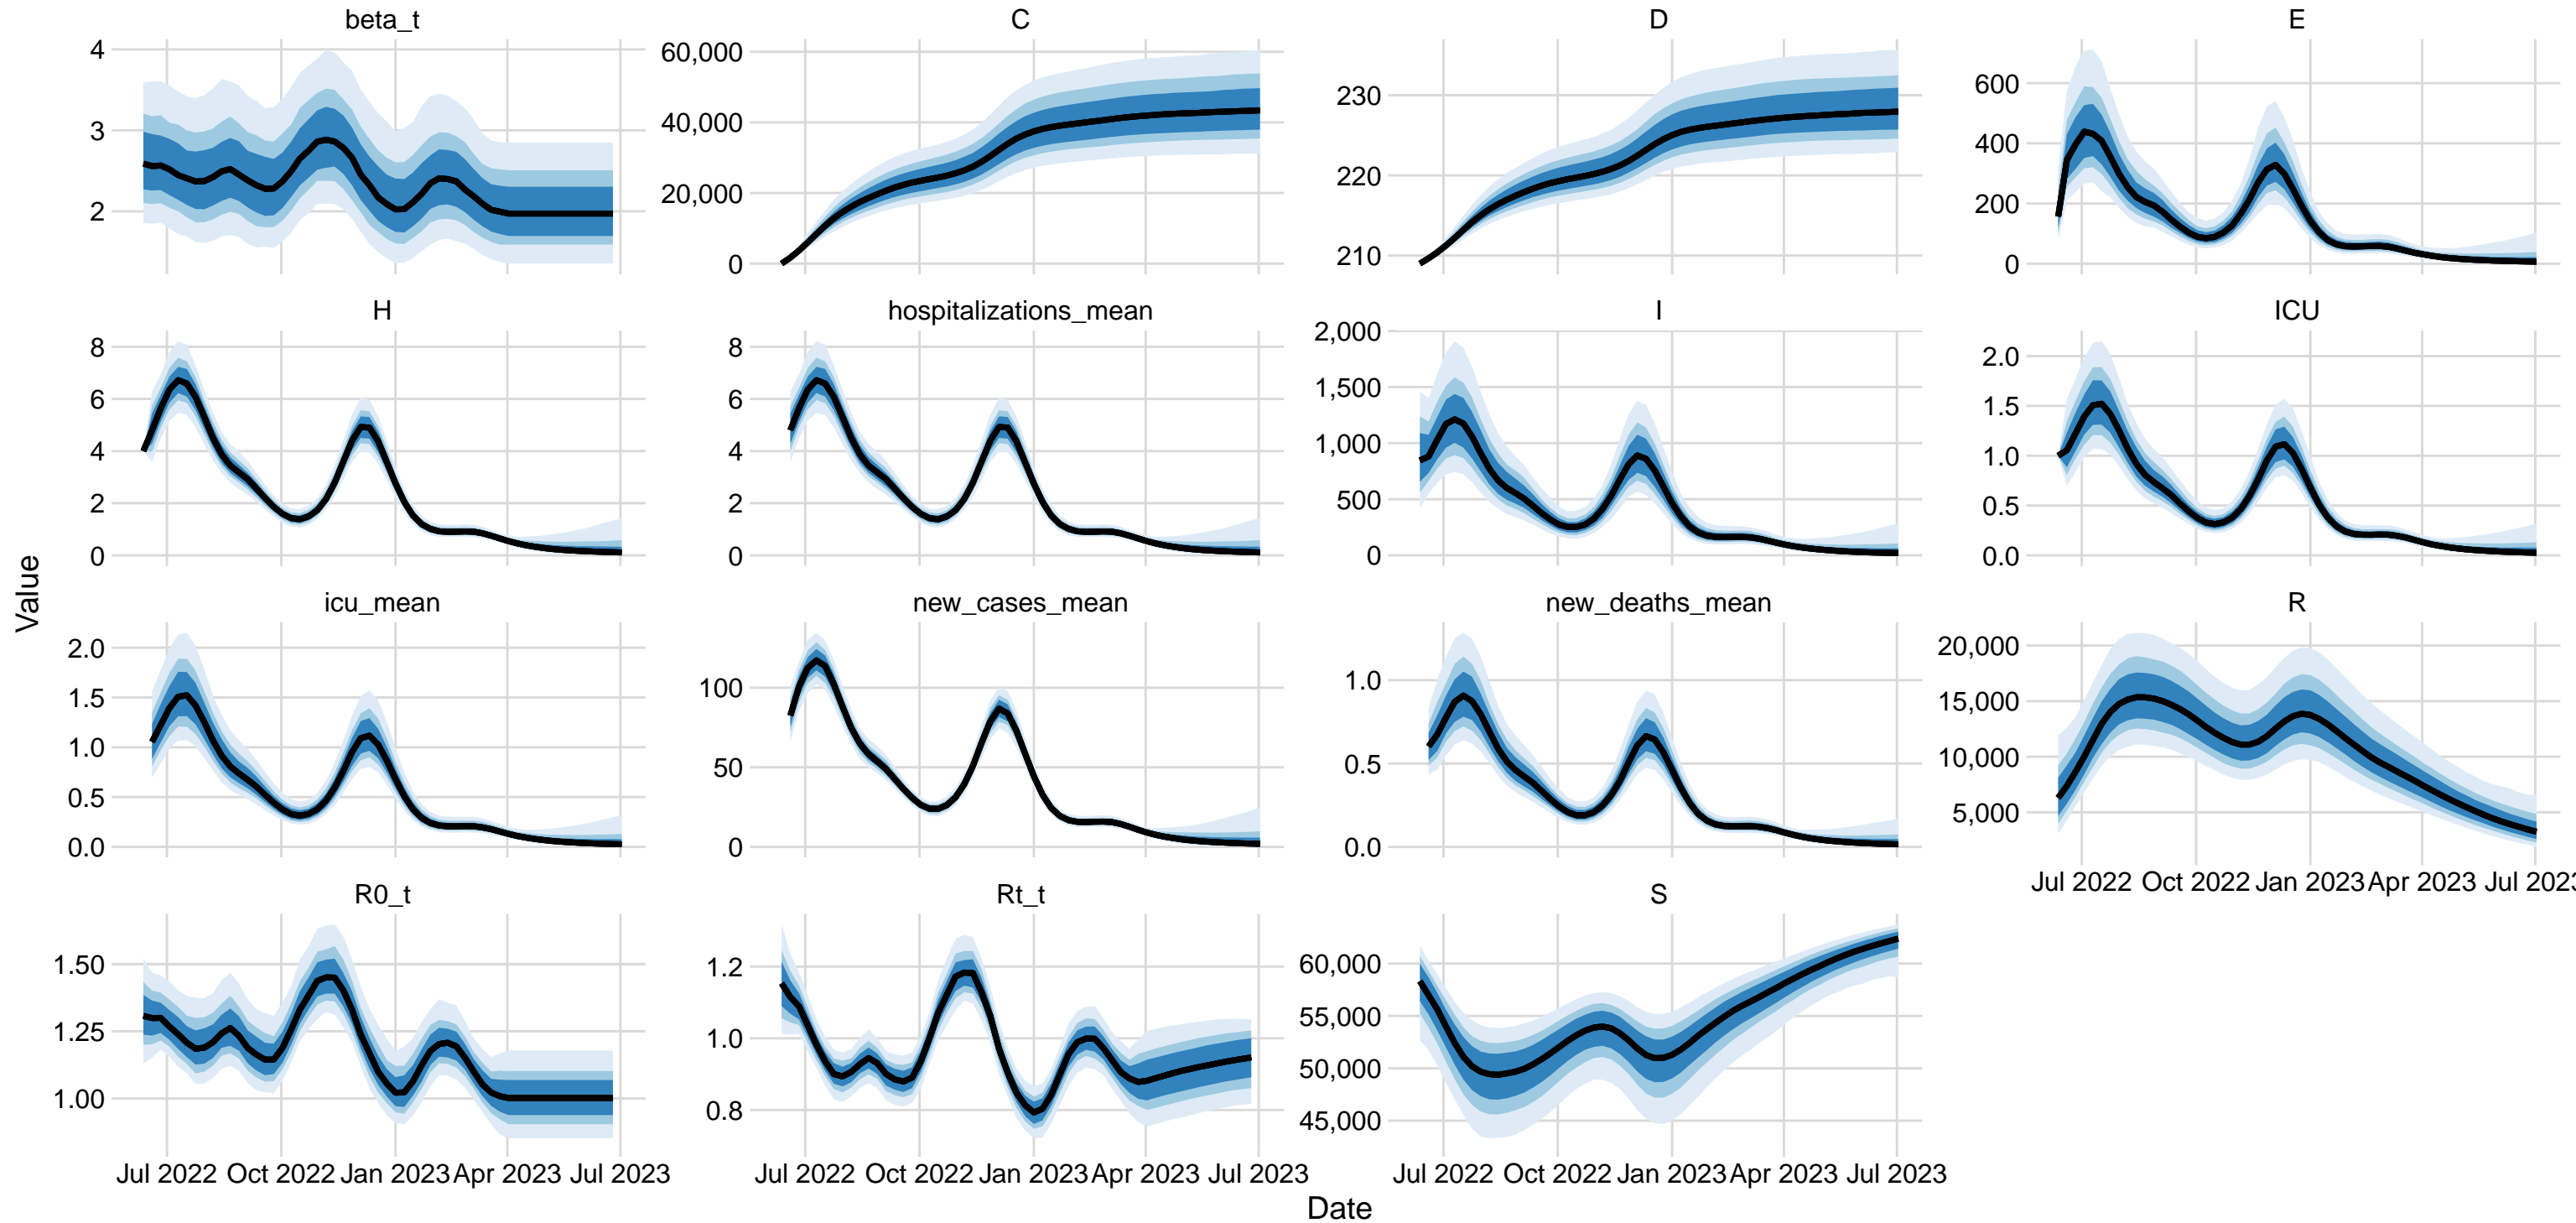 beta_t
C
D
E
4
3
2
60,000
40,000
20,000
0
230
220
210
600
400
200
0
H
hospitalizations_mean
I
ICU
8
6
4
2
0
8
6
4
2
0
2,000
1,500
1,000
500
0
2.0
1.5
1.0
0.5
0.0
Value
icu_mean
new_cases_mean
new_deaths_mean
R
2.0
1.5
1.0
0.5
0.0
100
50
0
1.0
0.5
0.0
20,000
15,000
10,000
5,000
Jul 2022 Oct 2022 Jan 2023 Apr 2023 Jul 202
R0_t
Rt_t
S
1.50
1.25
1.00
1.2
1.0
0.8
60,000
55,000
50,000
45,000
Jul 2022 Oct 2022 Jan 2023 Apr 2023 Jul 2023
Jul 2022 Oct 2022 Jan 2023 Apr 2023 Jul 2023
Jul 2022 Oct 2022 Jan 2023 Apr 2023 Jul 2023
Date